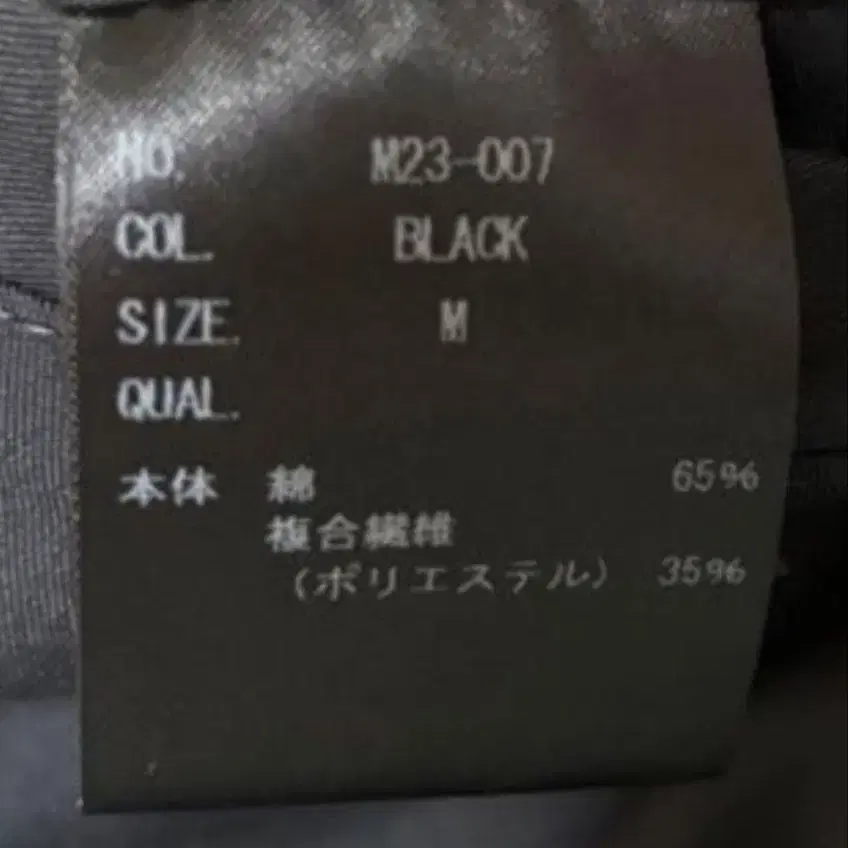 NO. M23-007
COL. BLACK
SIZE. M
QUAL.
本体 綿 65%
複合繊維
(ポリエステル) 35%